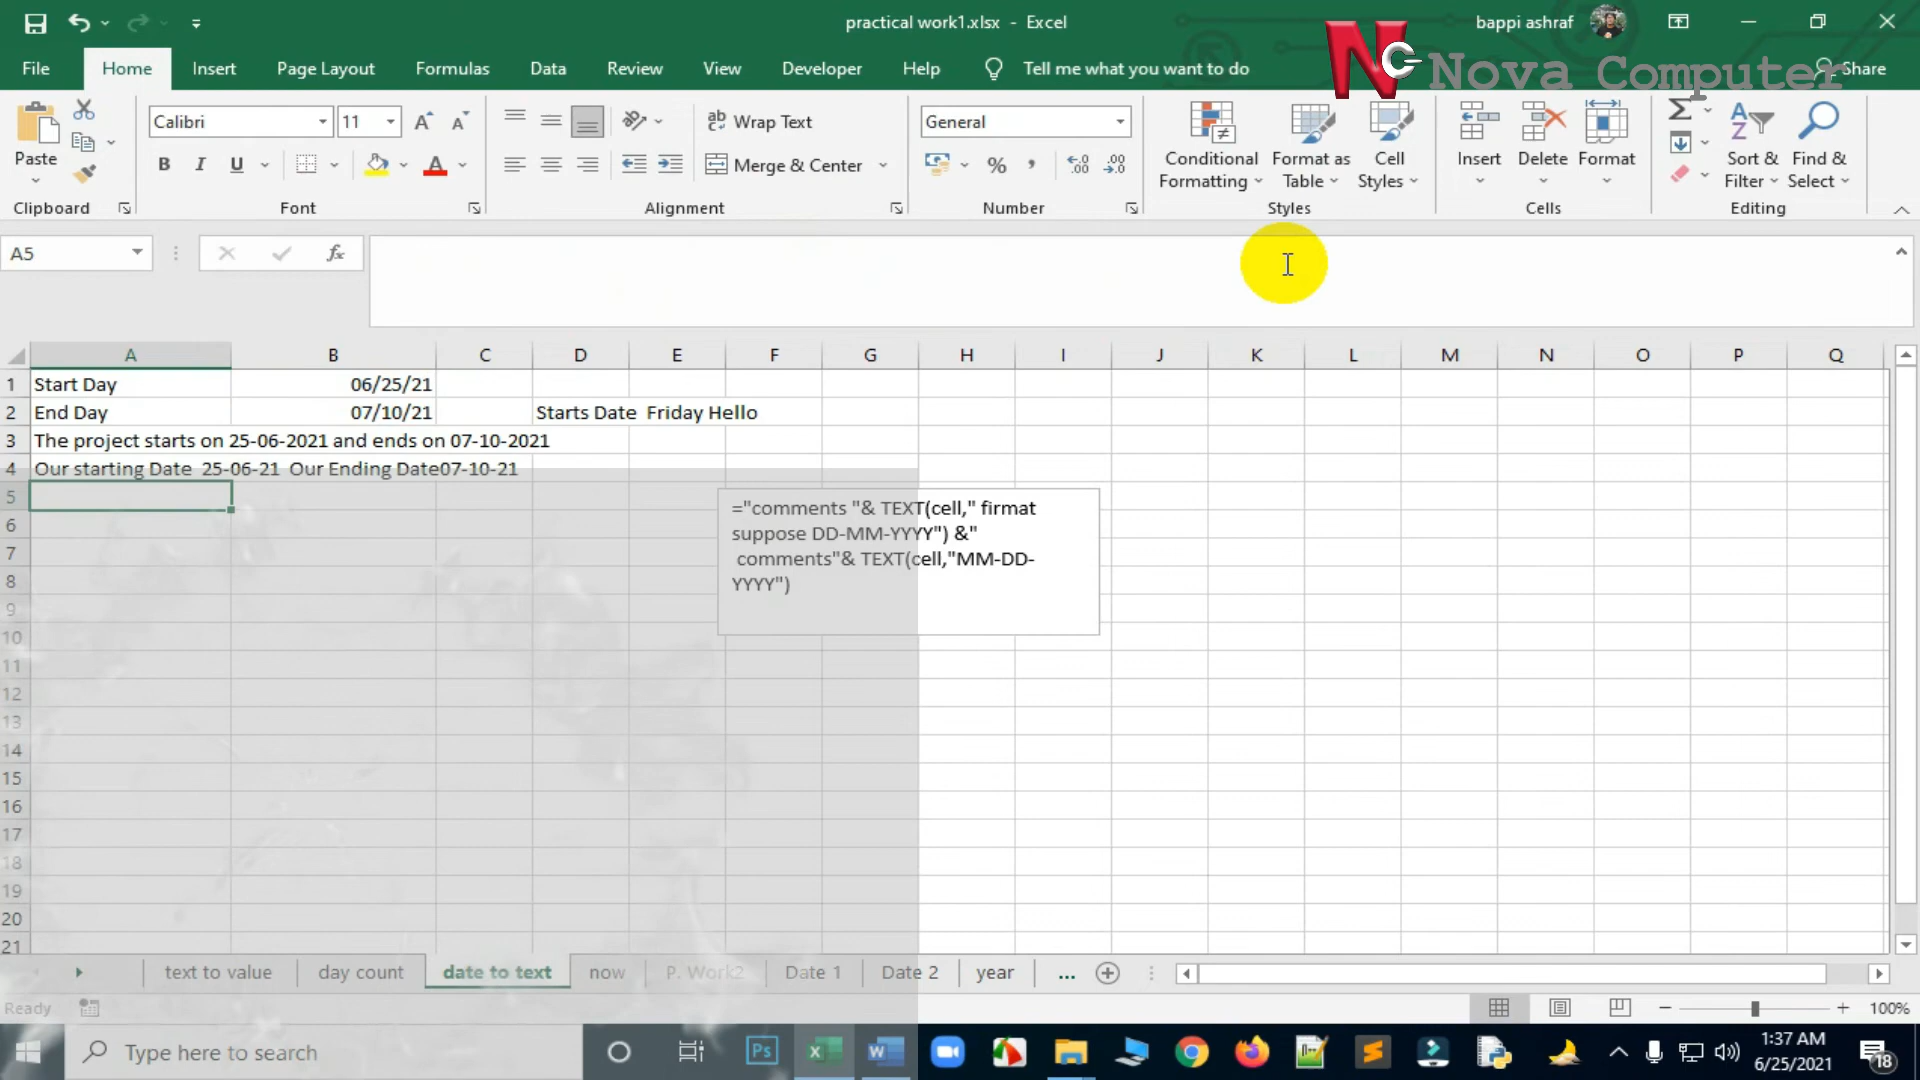 practical work1.xlsx - Excel
bappi ashraf
File Home Insert Page Layout Formulas Data Review View Developer Help Tell me what you want to do Share
NC Nova Computer
Calibri 11
Wrap Text
General
Paste
B I U
Merge & Center
Conditional Formatting
Format as Table
Cell Styles
Insert
Delete
Format
Sort & Filter
Find & Select
Clipboard Font Alignment Number Styles Cells Editing
A5
fx
A B C D E F G H I J K L M N O P Q
1 Start Day 06/25/21
2 End Day 07/10/21 Starts Date Friday Hello
3 The project starts on 25-06-2021 and ends on 07-10-2021
4 Our starting Date 25-06-21 Our Ending Date07-10-21
5
="comments "& TEXT(cell," firmat
suppose DD-MM-YYYY") &"
comments"& TEXT(cell,"MM-DD-
YYYY")
6
7
8
9
10
11
12
13
14
15
16
17
18
19
20
21
text to value day count date to text now P. Work2 Date 1 Date 2 year ...
Ready
100%
Type here to search
1:37 AM
6/25/2021
18